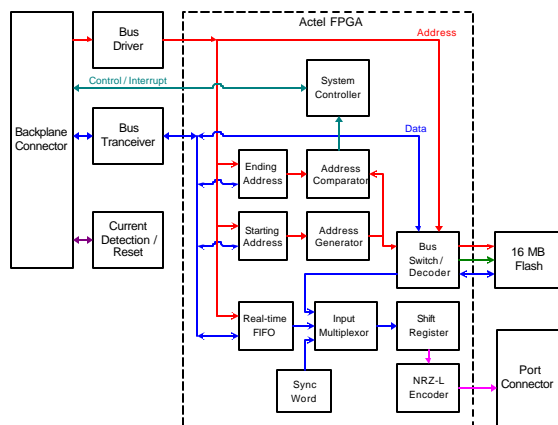 Actel FPGA
Bus
Driver
Address
Control / Interrupt
System
Controller
Backplane
Connector
Bus
Tranceiver
Data
Ending
Address
Address
Comparator
Current
Detection /
Reset
Starting
Address
Address
Generator
Bus
Switch /
Decoder
16 MB
Flash
Real-time
FIFO
Input
Multiplexor
Shift
Register
Sync
Word
NRZ-L
Encoder
Port
Connector